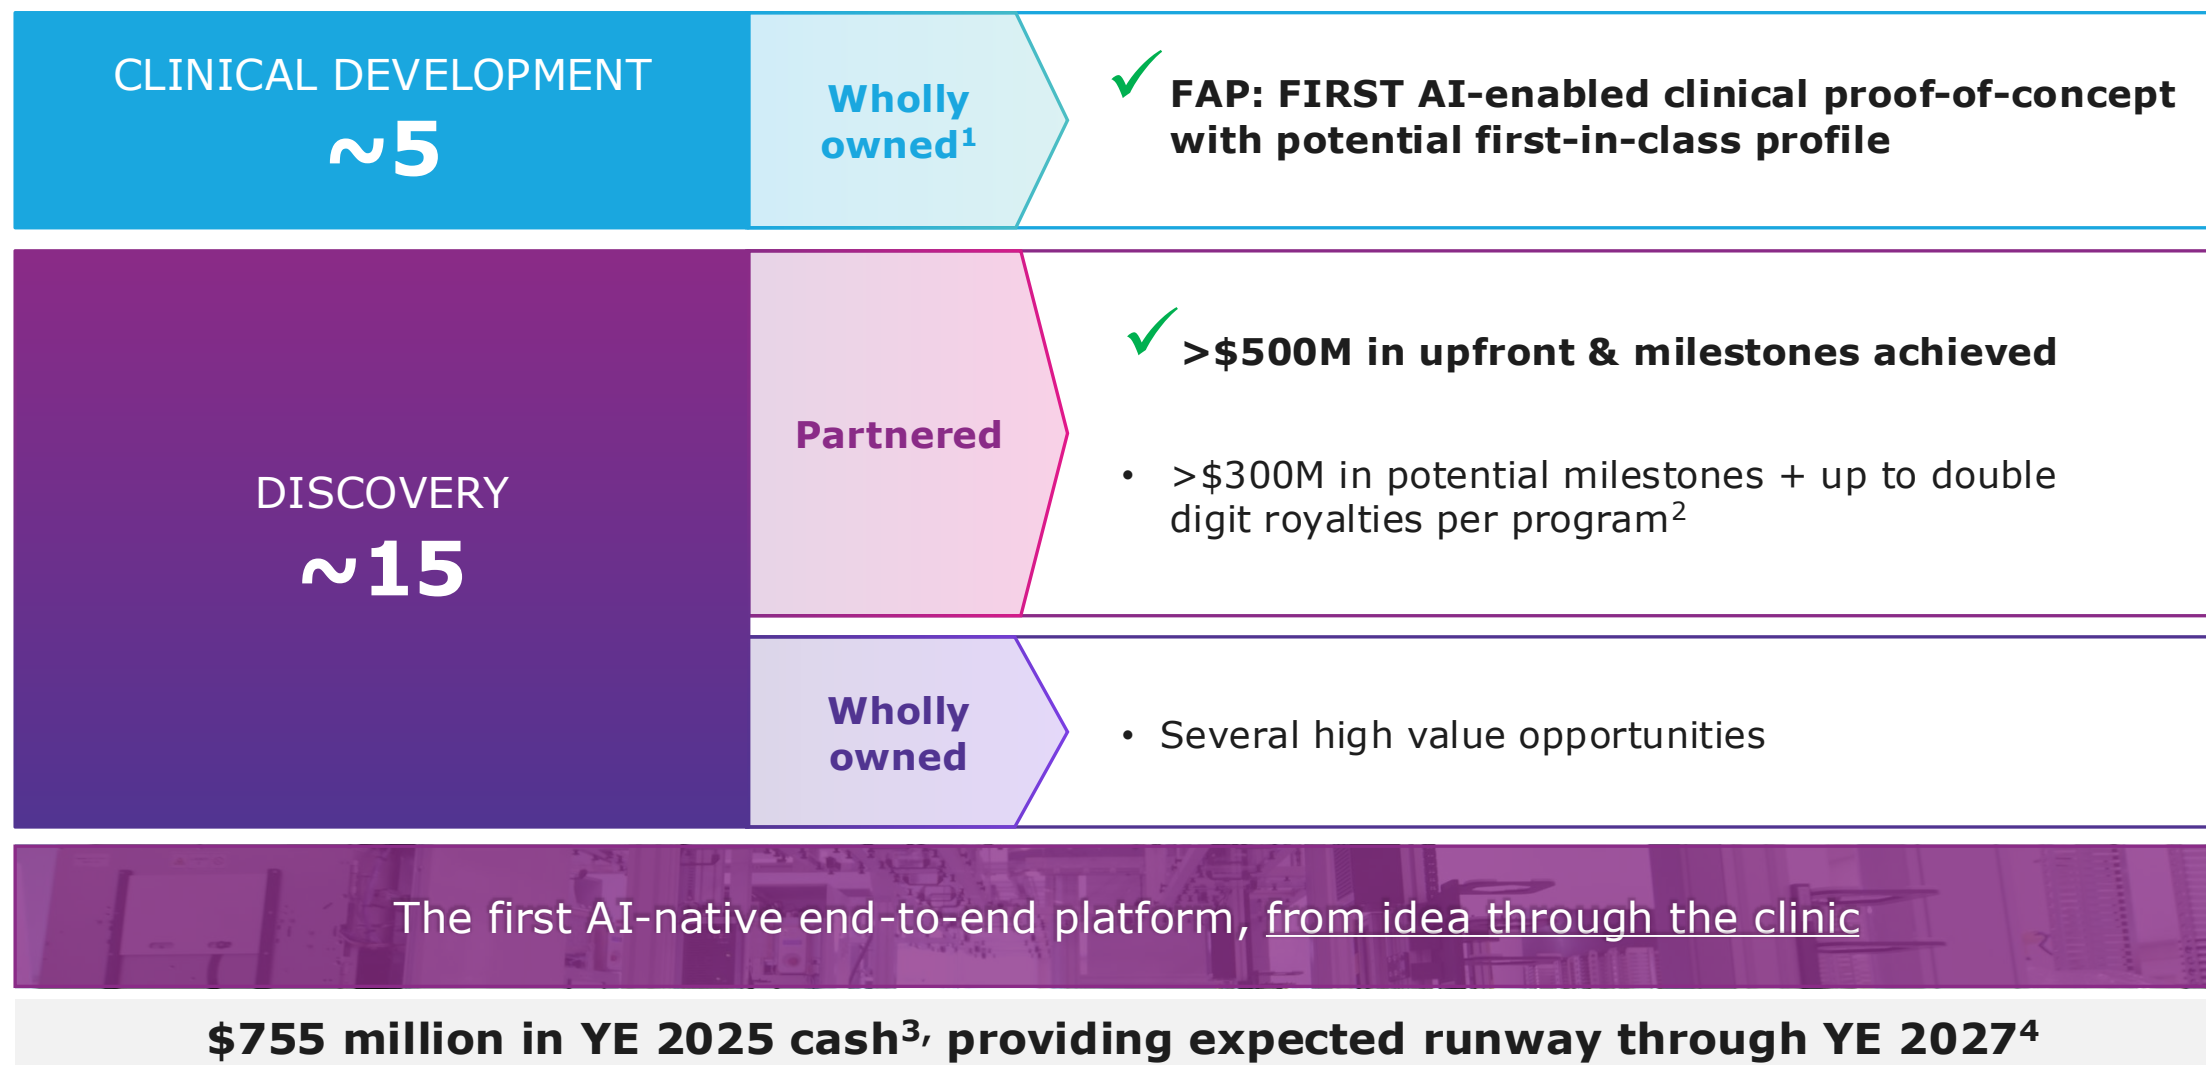 CLINICAL DEVELOPMENT
~5
Wholly
owned¹
✓ FAP: FIRST AI-enabled clinical proof-of-concept
with potential first-in-class profile
DISCOVERY
~15
Partnered
✓ >$500M in upfront & milestones achieved
• >$300M in potential milestones + up to double
digit royalties per program²
Wholly
owned
• Several high value opportunities
The first AI-native end-to-end platform, from idea through the clinic
$755 million in YE 2025 cash³, providing expected runway through YE 2027⁴